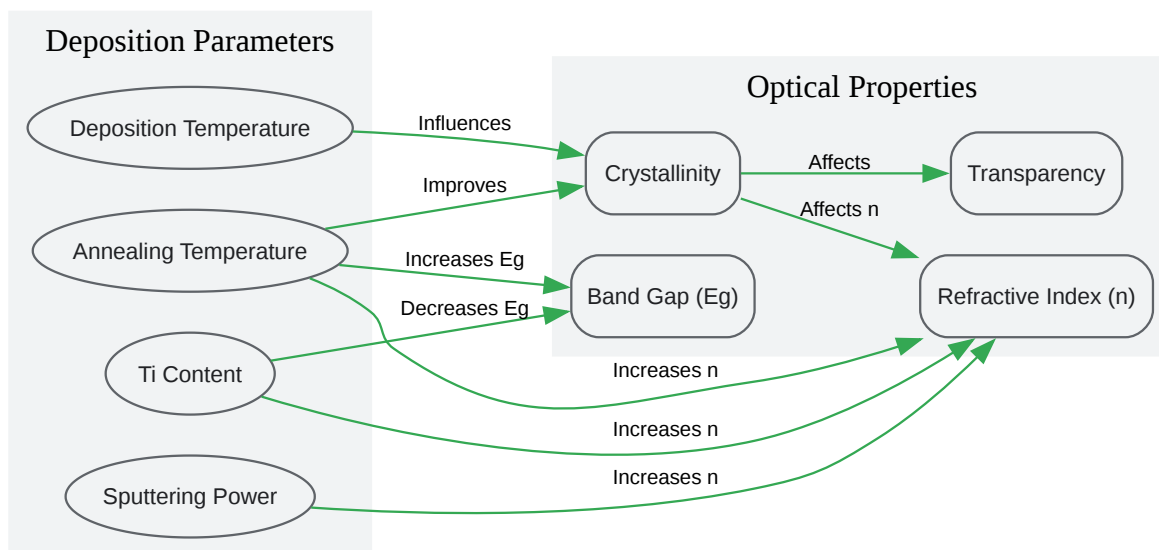 Deposition Parameters
Optical Properties
Deposition Temperature
Influences
Crystallinity
Affects
Transparency
Improves
Affects n
Annealing Temperature
Increases Eg
Band Gap (Eg)
Refractive Index (n)
Decreases Eg
Ti Content
Increases n
Increases n
Sputtering Power
Increases n